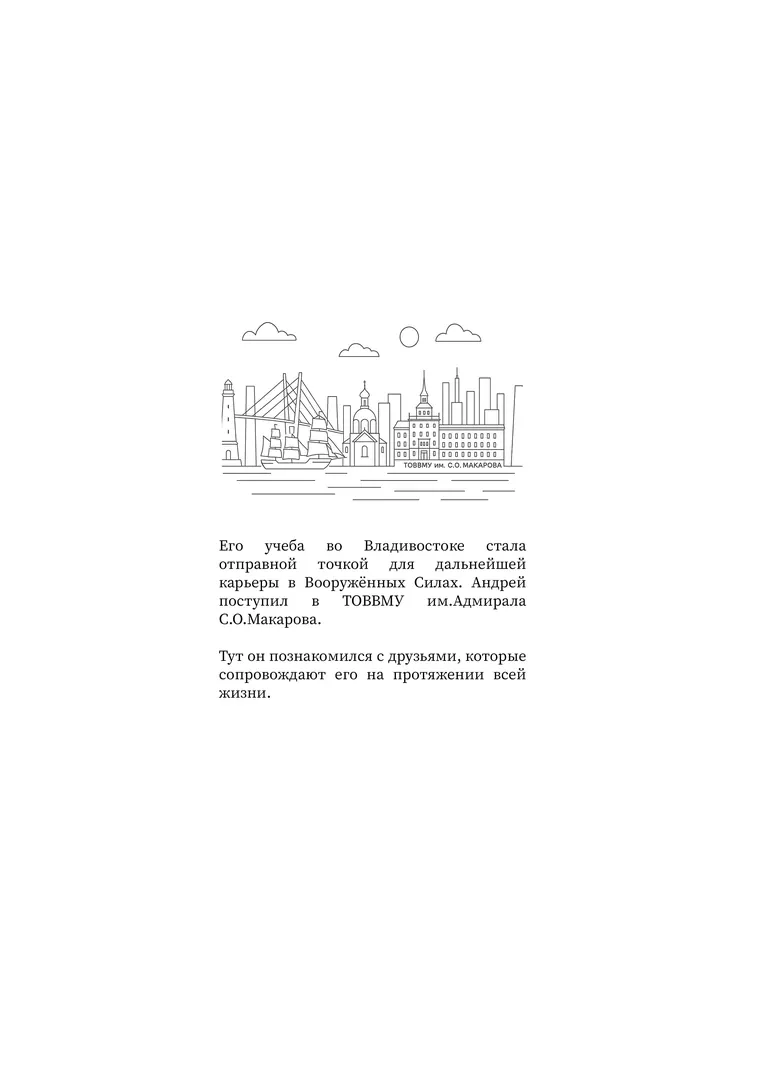 ТОВВМУ им. С.О. МАКАРОВА
Его учеба во Владивостоке стала
отправной точкой для дальнейшей
карьеры в Вооружённых Силах. Андрей
поступил в ТОВВМУ им.Адмирала
С.О.Макарова.
Тут он познакомился с друзьями, которые
сопровождают его на протяжении всей
жизни.